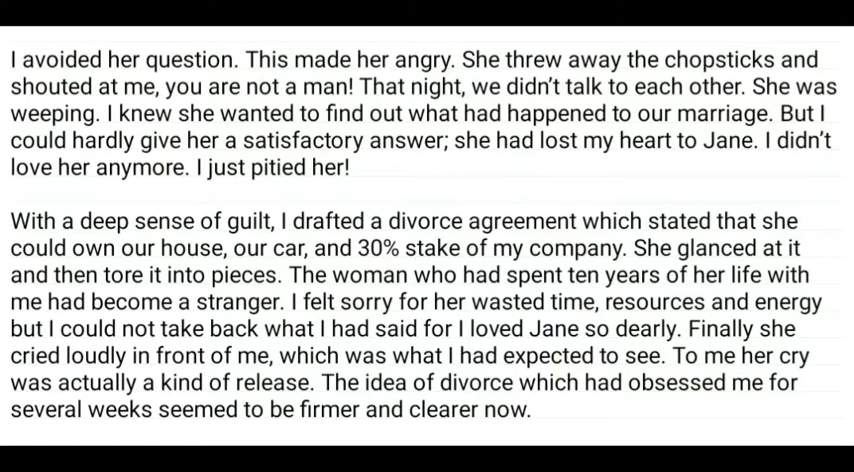 I avoided her question. This made her angry. She threw away the chopsticks and
shouted at me, you are not a man! That night, we didn't talk to each other. She was
weeping. I knew she wanted to find out what had happened to our marriage. But I
could hardly give her a satisfactory answer; she had lost my heart to Jane. I didn't
love her anymore. I just pitied her!
With a deep sense of guilt, I drafted a divorce agreement which stated that she
could own our house, our car, and 30% stake of my company. She glanced at it
and then tore it into pieces. The woman who had spent ten years of her life with
me had become a stranger. I felt sorry for her wasted time, resources and energy
but I could not take back what I had said for I loved Jane so dearly. Finally she
cried loudly in front of me, which was what I had expected to see. To me her cry
was actually a kind of release. The idea of divorce which had obsessed me for
several weeks seemed to be firmer and clearer now.